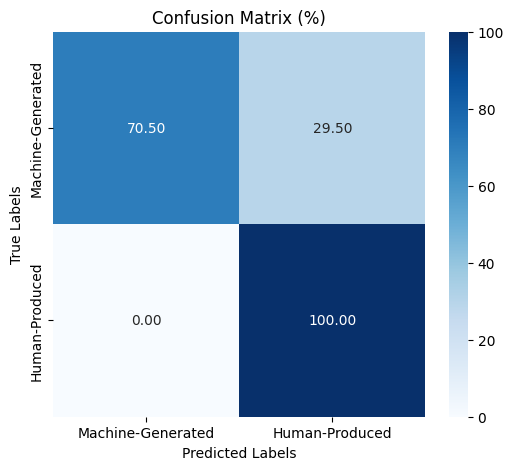 Confusion Matrix (%)
True Labels
Machine-Generated
Human-Produced
70.50
29.50
0.00
100.00
Machine-Generated
Human-Produced
Predicted Labels
100
80
60
40
20
0